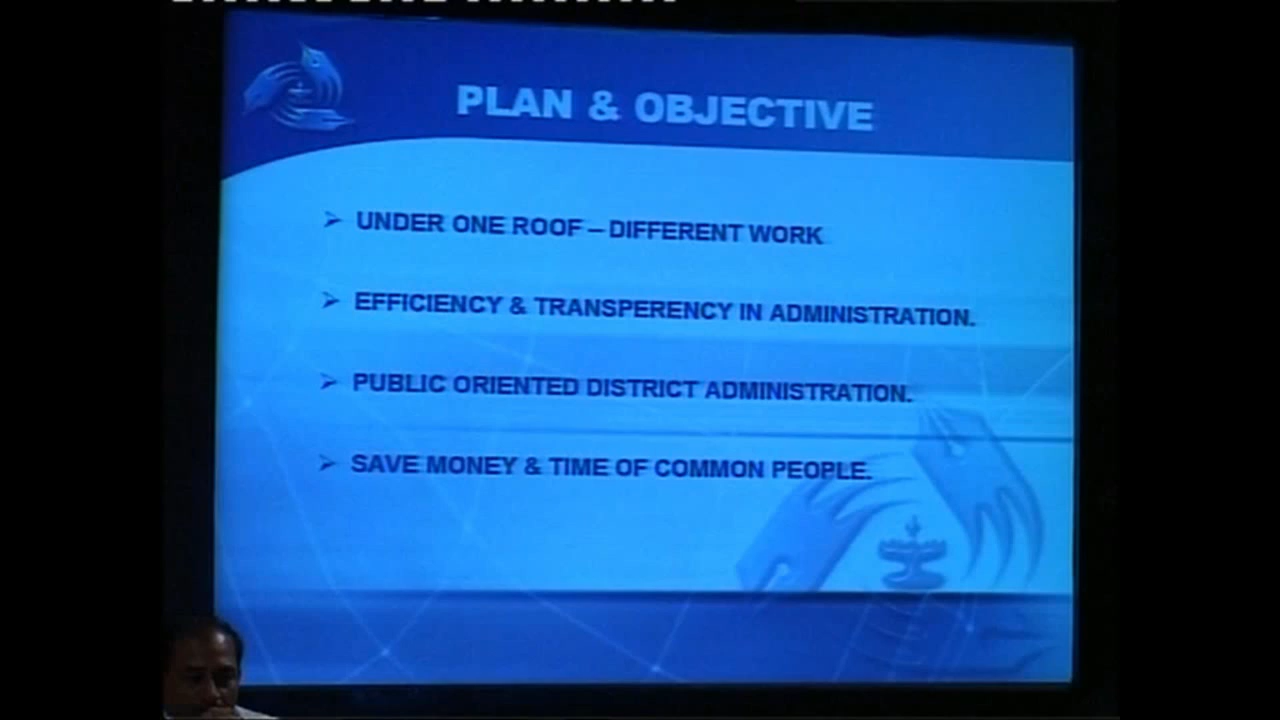 PLAN & OBJECTIVE
UNDER ONE ROOF – DIFFERENT WORK
EFFICIENCY & TRANSPERENCY IN ADMINISTRATION.
PUBLIC ORIENTED DISTRICT ADMINISTRATION.
SAVE MONEY & TIME OF COMMON PEOPLE.